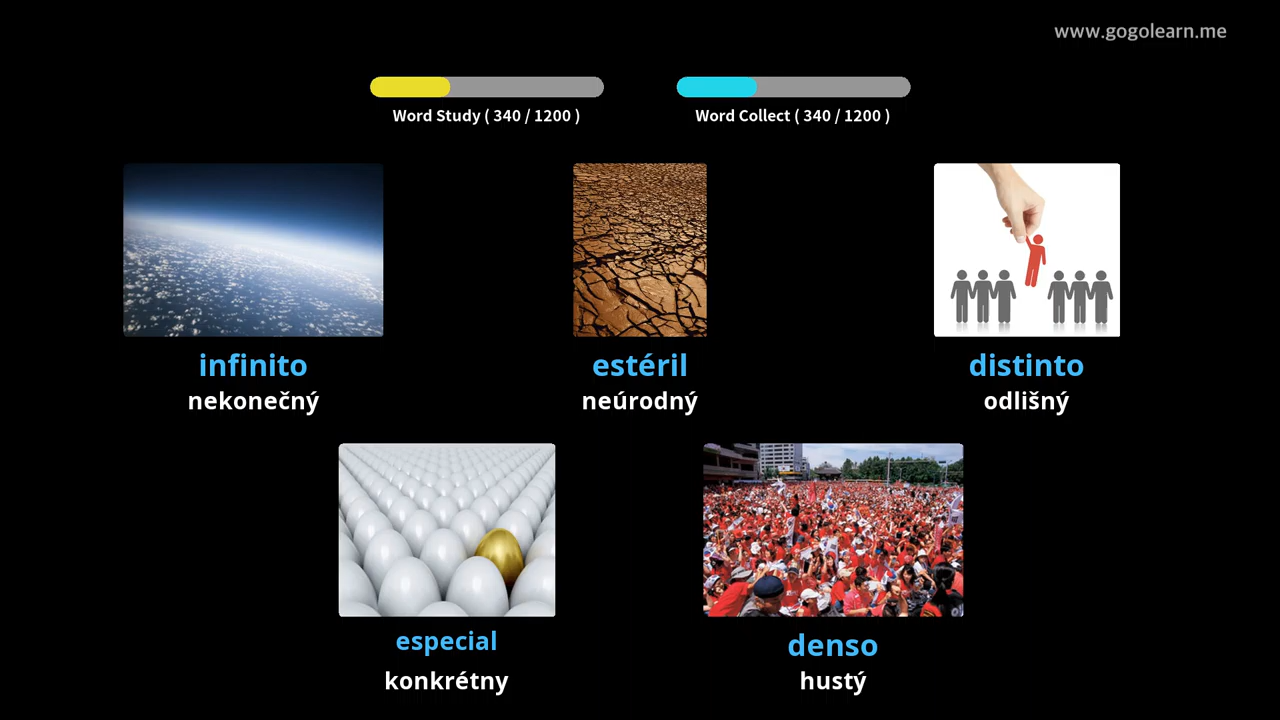 www.gogolearn.me
Word Study ( 340 / 1200 )
Word Collect ( 340 / 1200 )
infinito
nekonečný
estéril
neúrodný
distinto
odlišný
especial
konkrétny
denso
hustý